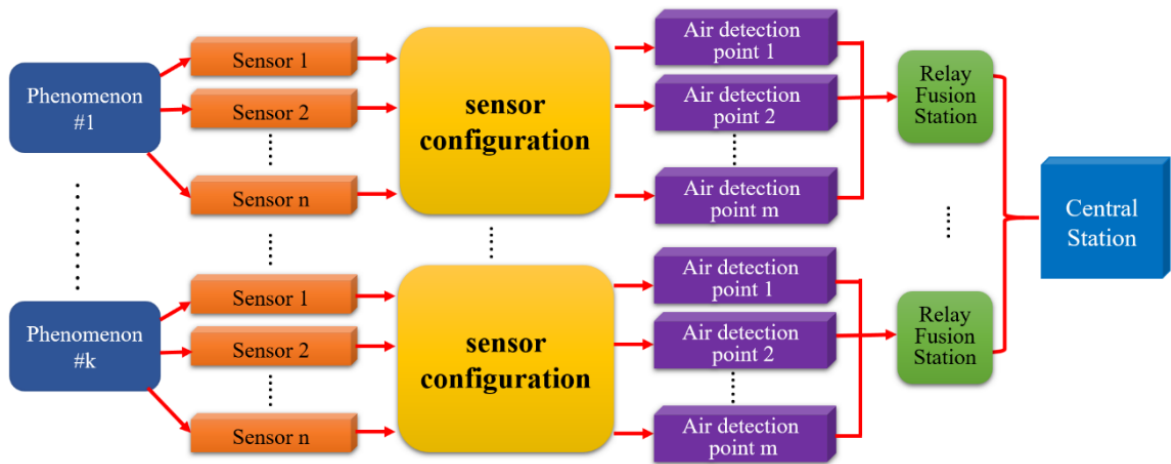 Phenomenon
#1
Sensor 1
Sensor 2
Sensor n
sensor
configuration
Air detection
point 1
Air detection
point 2
Air detection
point m
Relay
Fusion
Station
Central
Station
Phenomenon
#k
Sensor 1
Sensor 2
Sensor n
sensor
configuration
Air detection
point 1
Air detection
point 2
Air detection
point m
Relay
Fusion
Station